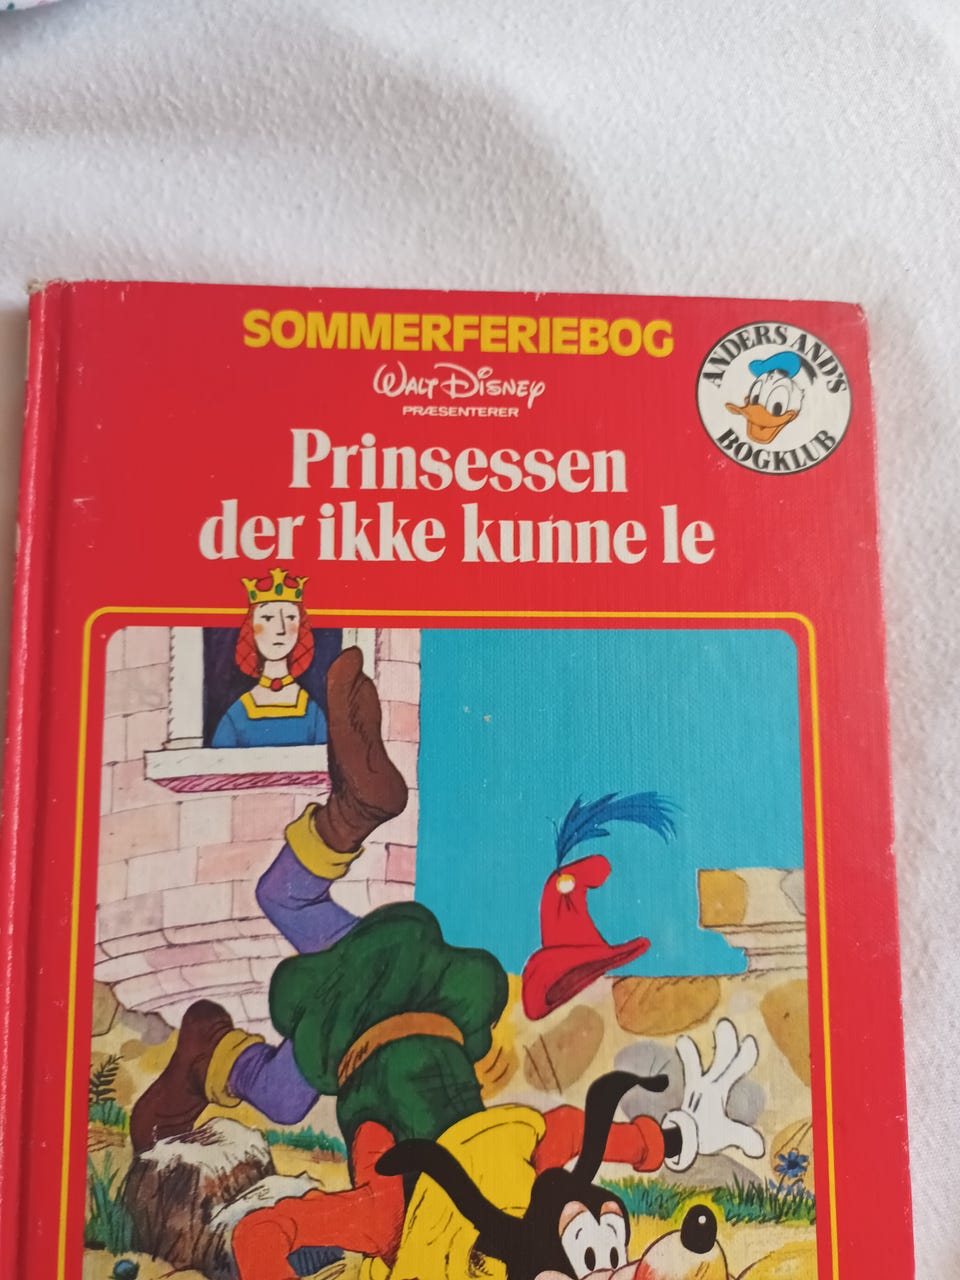 SOMMERFERIEBOG
WALT DISNEY
PRÆSENTERER
ANDERS AND'S
BOGKLUB
Prinsessen
der ikke kunne le